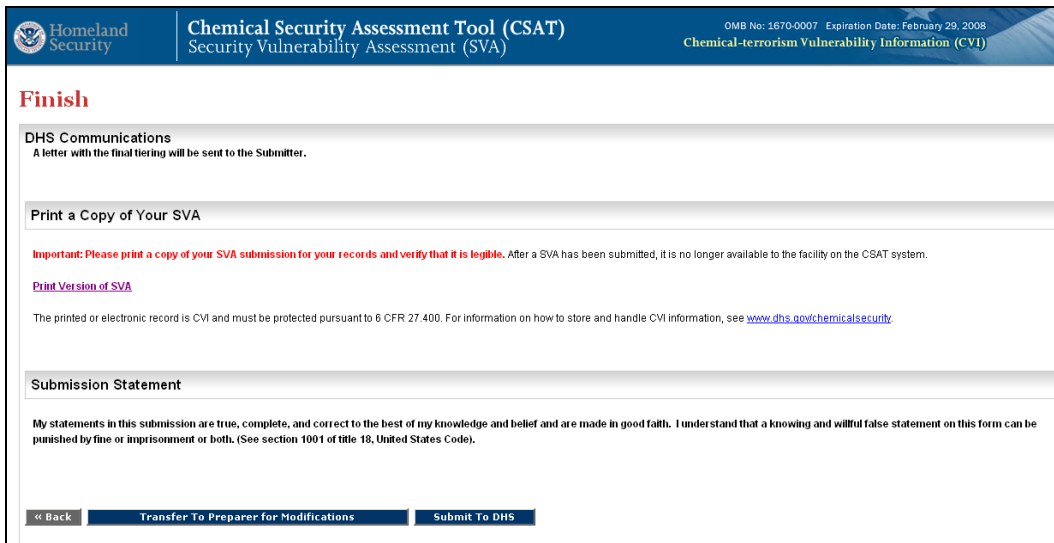 Homeland
Security
Chemical Security Assessment Tool (CSAT)
Security Vulnerability Assessment (SVA)
OMB No: 1670-0007 Expiration Date: February 29, 2008
Chemical-terrorism Vulnerability Information (CVI)
Finish
DHS Communications
A letter with the final tiering will be sent to the Submitter.
Print a Copy of Your SVA
Important: Please print a copy of your SVA submission for your records and verify that it is legible. After a SVA has been submitted, it is no longer available to the facility on the CSAT system.
Print Version of SVA
The printed or electronic record is CVI and must be protected pursuant to 6 CFR 27.400. For information on how to store and handle CVI information, see www.dhs.gov/chemicalsecurity.
Submission Statement
My statements in this submission are true, complete, and correct to the best of my knowledge and belief and are made in good faith. I understand that a knowing and willful false statement on this form can be
punished by fine or imprisonment or both. (See section 1001 of title 18, United States Code).
« Back
Transfer To Preparer for Modifications
Submit To DHS